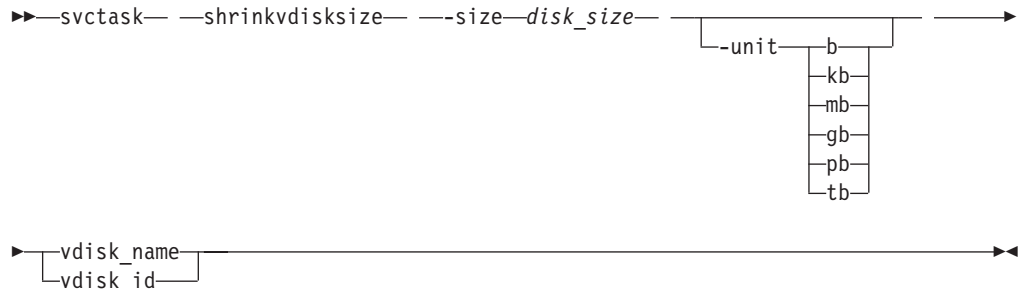 svctask shrinkvdisksize -size disk_size
-unit b
kb
mb
gb
pb
tb
vdisk_name
vdisk_id